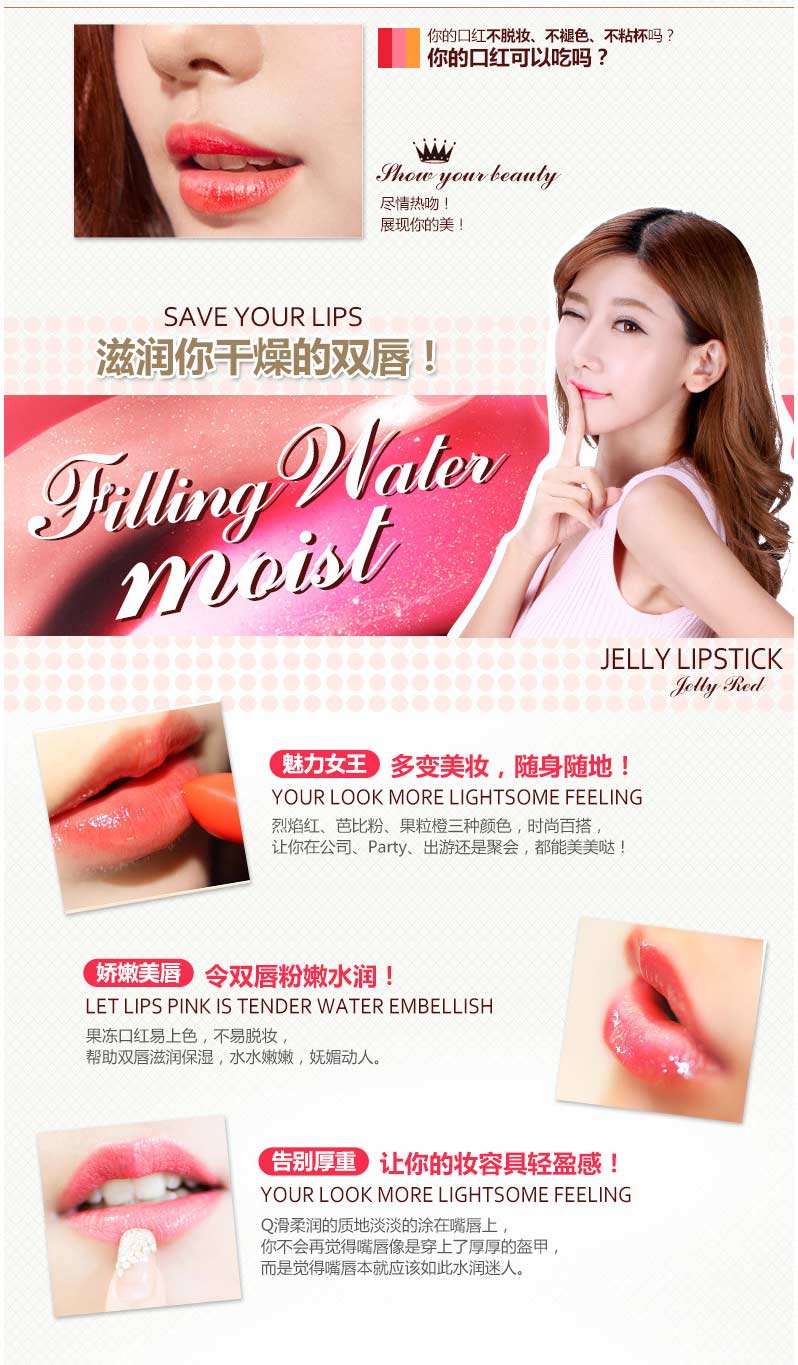 你的口红不脱妆、不褪色、不粘杯吗？
你的口红可以吃吗？
Show your beauty
尽情热吻！
展现你的美！
SAVE YOUR LIPS
滋润你干燥的双唇！
Filling Water
moist
JELLY LIPSTICK
Jelly Red
魅力女王 多变美妆，随身随地！
YOUR LOOK MORE LIGHTSOME FEELING
烈焰红、芭比粉、果粒橙三种颜色，时尚百搭，
让你在公司、Party、出游还是聚会，都能美美哒！
娇嫩美唇 令双唇粉嫩水润！
LET LIPS PINK IS TENDER WATER EMBELLISH
果冻口红易上色，不易脱妆，
帮助双唇滋润保湿，水水嫩嫩，妩媚动人。
告别厚重 让你的妆容具轻盈感！
YOUR LOOK MORE LIGHTSOME FEELING
Q滑柔润的质地淡淡的涂在嘴唇上，
你不会再觉得嘴唇像是穿上了厚厚的盔甲，
而是觉得嘴唇本就应该如此水润迷人。